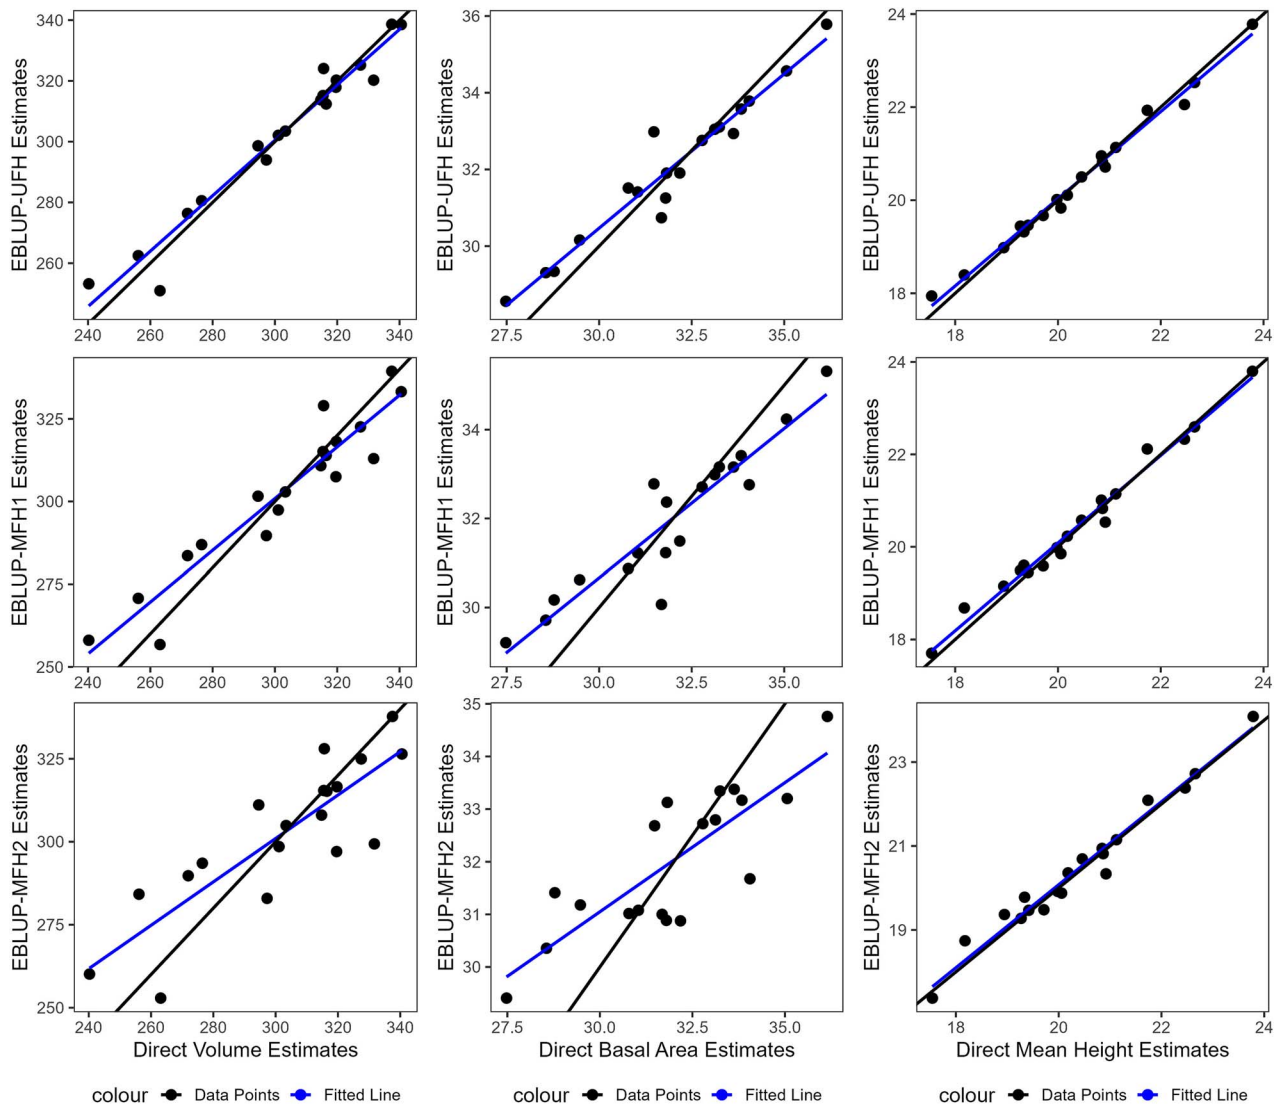 EBLUP-UFH Estimates
340
320
300
280
260
240 260 280 300 320 340
EBLUP-UFH Estimates
36
34
32
30
27.5 30.0 32.5 35.0
EBLUP-UFH Estimates
24
22
20
18
18 20 22 24
EBLUP-MFH1 Estimates
325
300
275
250
240 260 280 300 320 340
EBLUP-MFH1 Estimates
34
32
30
27.5 30.0 32.5 35.0
EBLUP-MFH1 Estimates
24
22
20
18
18 20 22 24
EBLUP-MFH2 Estimates
325
300
275
250
240 260 280 300 320 340
Direct Volume Estimates
EBLUP-MFH2 Estimates
35
34
33
32
31
30
27.5 30.0 32.5 35.0
Direct Basal Area Estimates
EBLUP-MFH2 Estimates
23
21
19
18 20 22 24
Direct Mean Height Estimates
colour Data Points Fitted Line
colour Data Points Fitted Line
colour Data Points Fitted Line